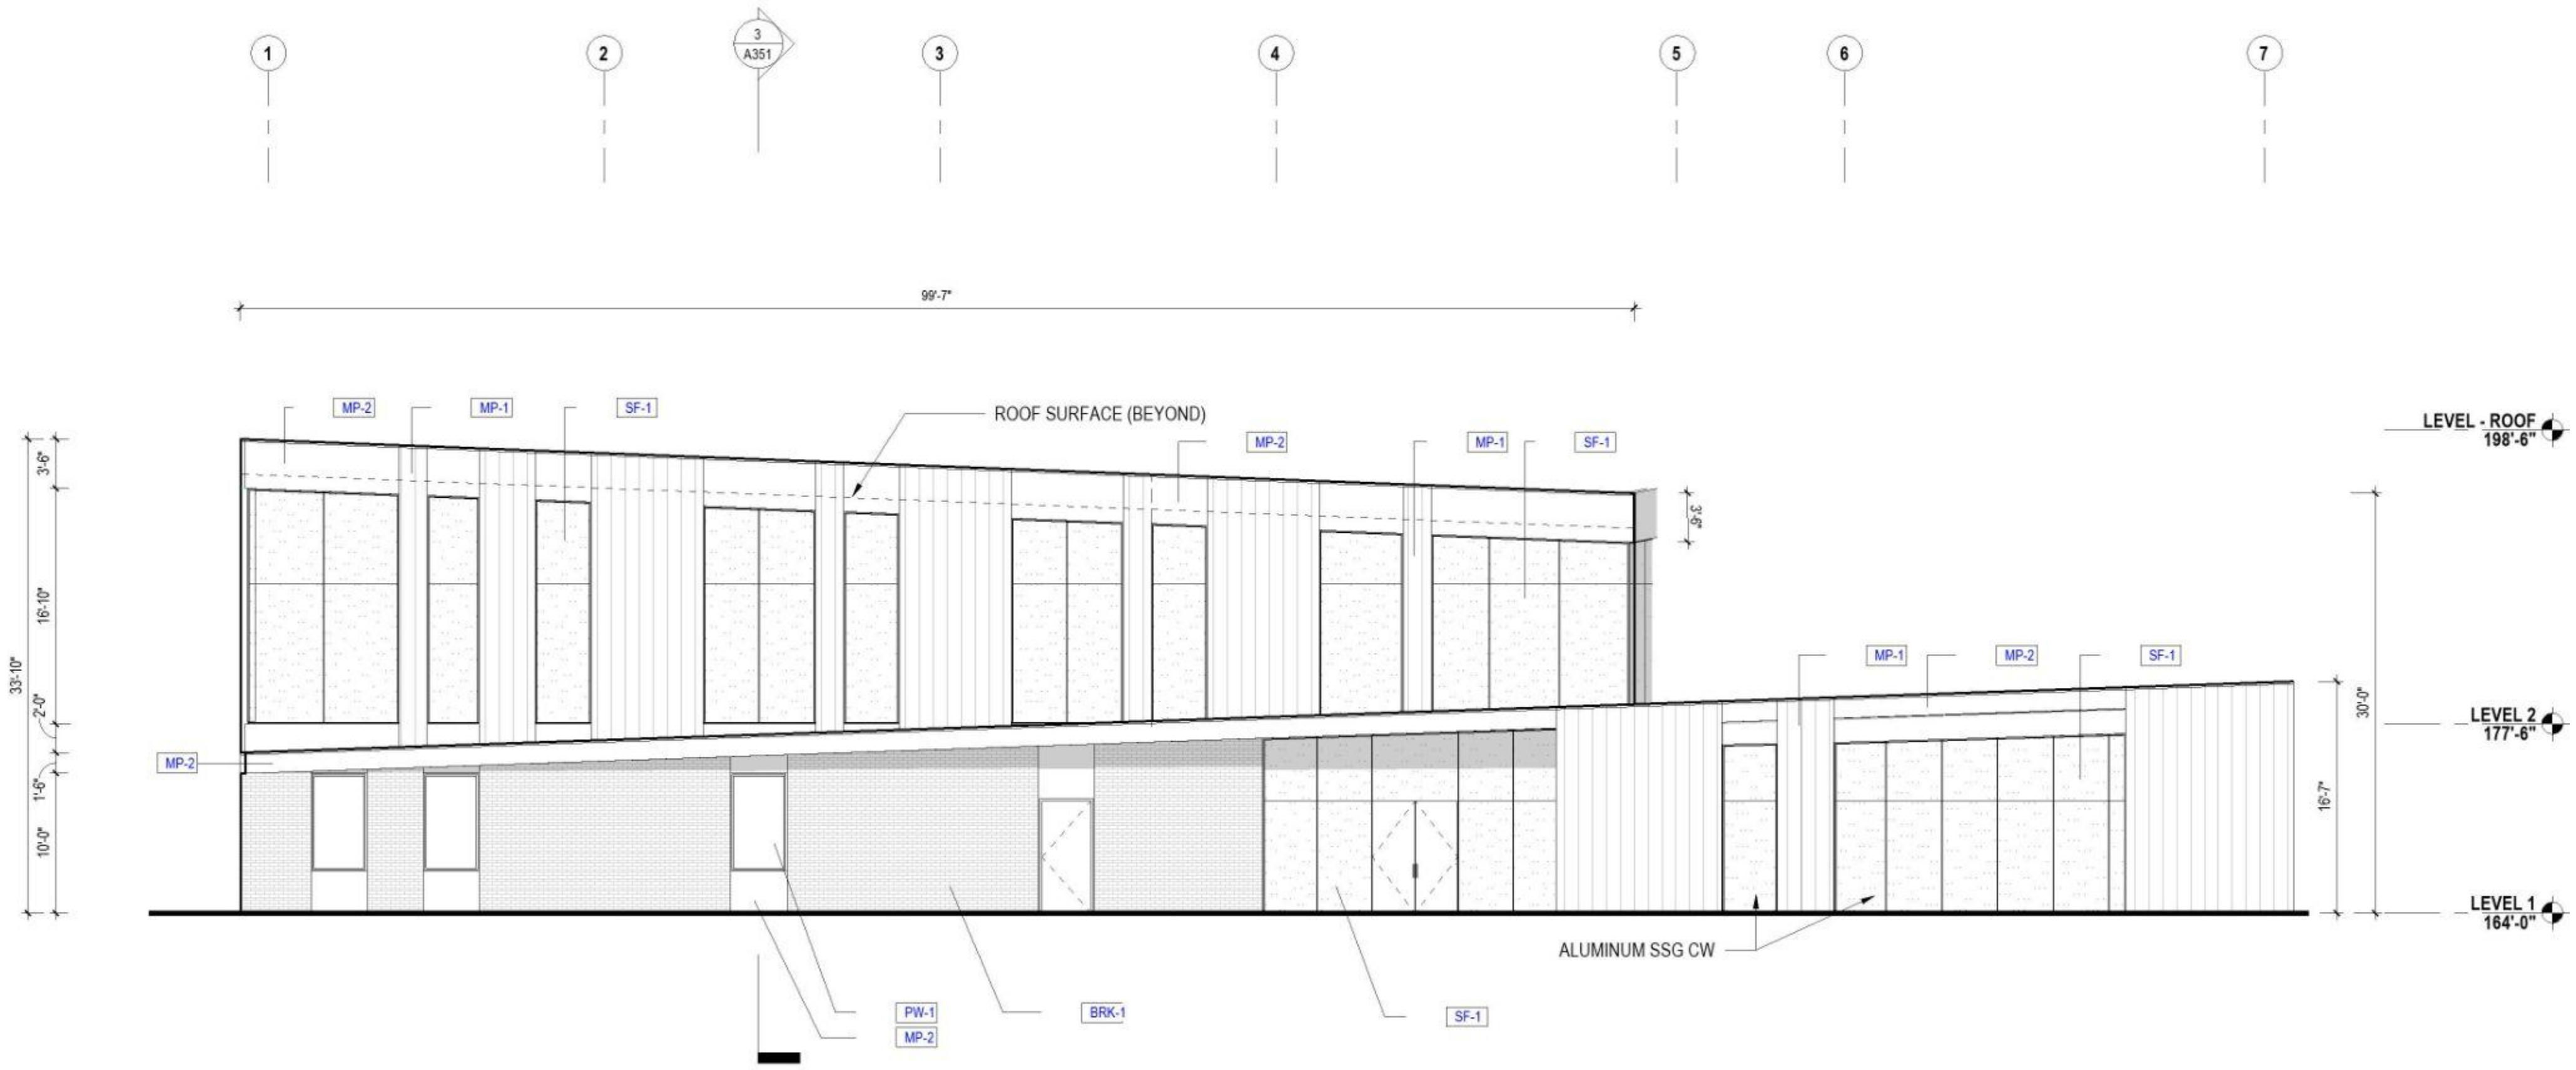 1
2
3
A351
3
4
5
6
7
99'-7"
MP-2
MP-1
SF-1
ROOF SURFACE (BEYOND)
MP-2
MP-1
SF-1
LEVEL - ROOF
198'-6"
3'-6"
3'-6"
16'-10"
33'-10"
2'-0"
MP-1
MP-2
SF-1
30'-0"
LEVEL 2
177'-6"
MP-2
1'-6"
16'-7"
10'-0"
LEVEL 1
164'-0"
ALUMINUM SSG CW
PW-1
BRK-1
SF-1
MP-2